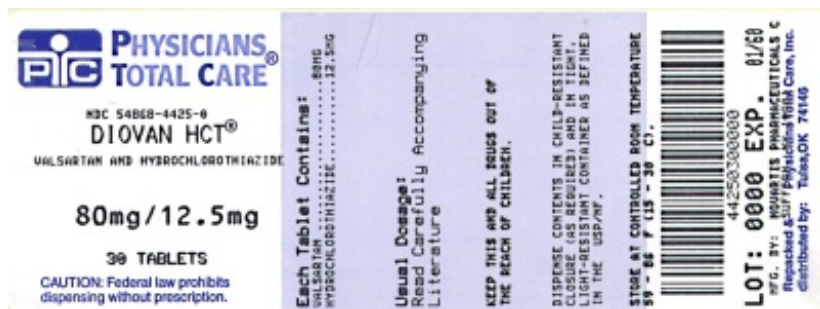 PTC PHYSICIANS
TOTAL CARE®
NDC 54868-4425-0
DIOVAN HCT®
VALSARTAN AND HYDROCHLOROTHIAZIDE
80mg/12.5mg
30 TABLETS
CAUTION: Federal law prohibits
dispensing without prescription.
Each Tablet Contains:
VALSARTAN ..................80MG
HYDROCHLOROTHIAZIDE............12.5MG
Usual Dosage:
Read Carefully Accompanying
Literature
KEEP THIS AND ALL DRUGS OUT OF
THE REACH OF CHILDREN.
DISPENSE CONTENTS IN CHILD-RESISTANT
CLOSURE (AS REQUIRED) AND IN TIGHT,
LIGHT-RESISTANT CONTAINER AS DEFINED
IN THE USP/NF.
STORE AT CONTROLLED ROOM TEMPERATURE
59 - 86 F (15 - 30 C).
44250300000
LOT: 0000 EXP. 01/60
MFG. BY: NOVARTIS PHARMACEUTICALS C
SUFF
Repacked & Physicians Total Care, Inc.
distributed by: Tulsa,OK 74146